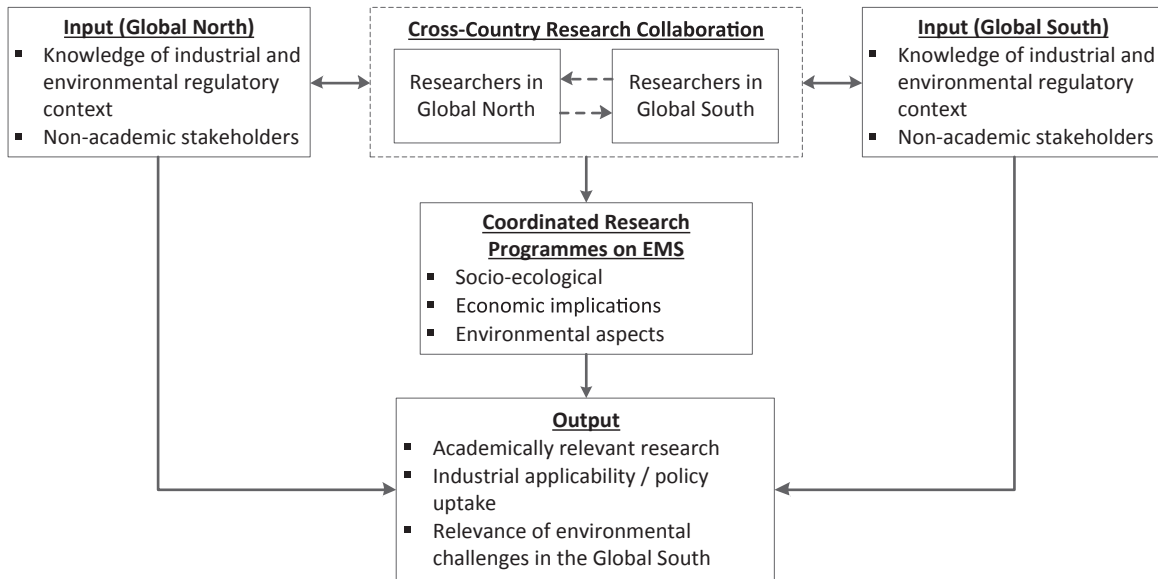 Input (Global North)
▪ Knowledge of industrial and
environmental regulatory
context
▪ Non-academic stakeholders
Cross-Country Research Collaboration
Researchers in
Global North
Researchers in
Global South
Input (Global South)
▪ Knowledge of industrial and
environmental regulatory
context
▪ Non-academic stakeholders
Coordinated Research
Programmes on EMS
▪ Socio-ecological
▪ Economic implications
▪ Environmental aspects
Output
▪ Academically relevant research
▪ Industrial applicability / policy
uptake
▪ Relevance of environmental
challenges in the Global South